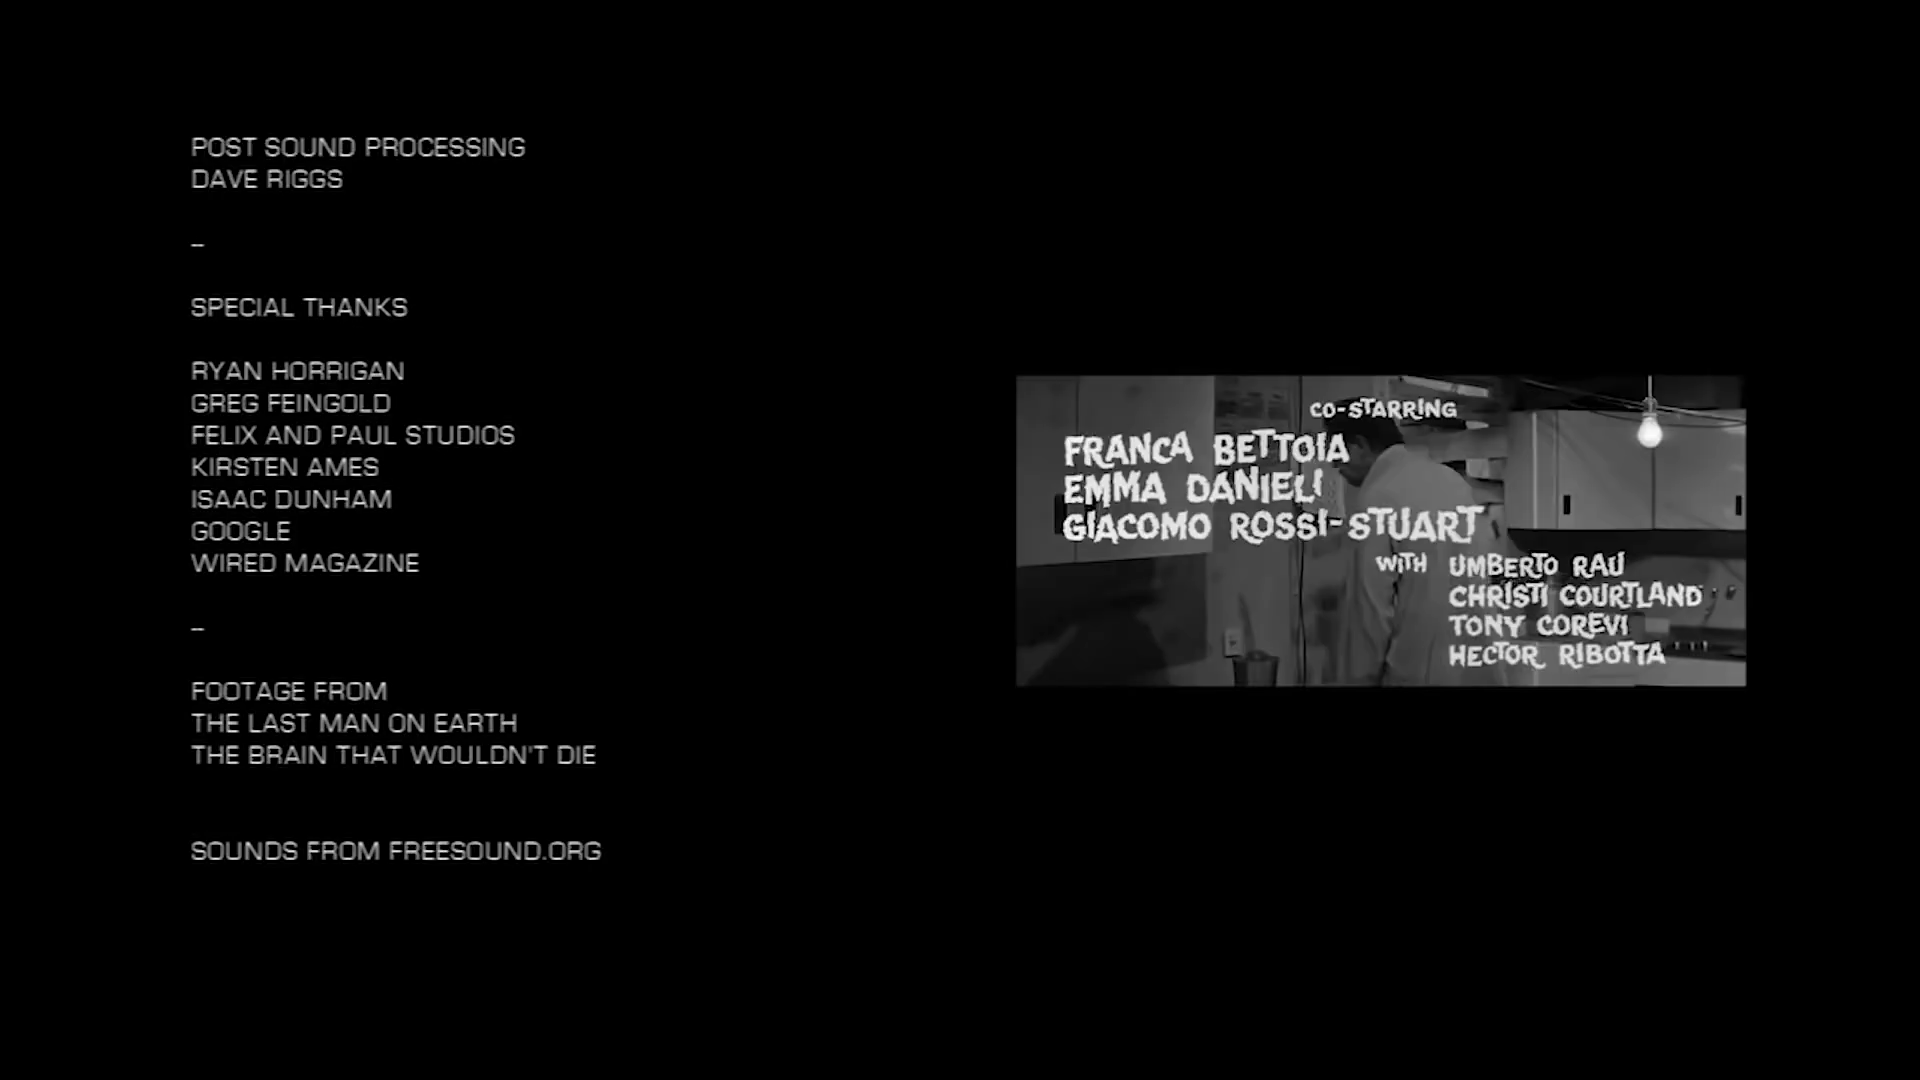 POST SOUND PROCESSING
DAVE RIGGS
–
SPECIAL THANKS
RYAN HORRIGAN
GREG FEINGOLD
FELIX AND PAUL STUDIOS
KIRSTEN AMES
ISAAC DUNHAM
GOOGLE
WIRED MAGAZINE
–
FOOTAGE FROM
THE LAST MAN ON EARTH
THE BRAIN THAT WOULDN'T DIE
SOUNDS FROM FREESOUND.ORG
CO-STARRING
FRANCA BETTOIA
EMMA DANIELI
GIACOMO ROSSI-STUART
WITH UMBERTO RAU
CHRISTI COURTLAND
TONY COREVI
HECTOR RIBOTTA